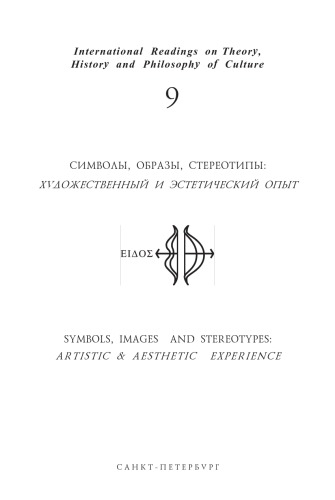 International Readings on Theory,
History and Philosophy of Culture
9
СИМВОЛЫ, ОБРАЗЫ, СТЕРЕОТИПЫ:
ХУДОЖЕСТВЕННЫЙ И ЭСТЕТИЧЕСКИЙ ОПЫТ
ΕΙΔΟΣ
SYMBOLS, IMAGES AND STEREOTYPES:
ARTISTIC & AESTHETIC EXPERIENCE
САНКТ-ПЕТЕРБУРГ